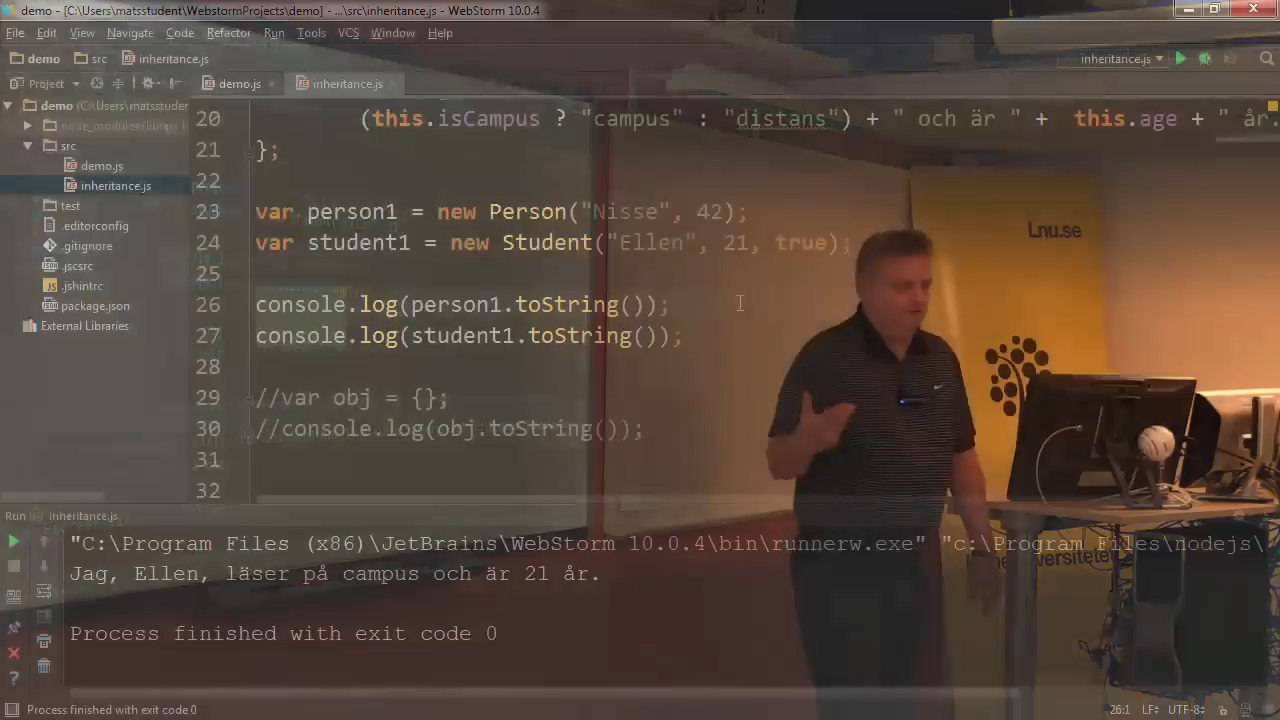 demo - [C:\Users\matsstudent\WebstormProjects\demo] - ...\src\inheritance.js - WebStorm 10.0.4
File Edit View Navigate Code Refactor Run Tools VCS Window Help
demo src inheritance.js inheritance.js
Project demo.js inheritance.js
demo (C:\Users\matsstuden
node_modules
src
demo.js
inheritance.js
test
.editorconfig
.gitignore
.jscsrc
.jshintrc
package.json
External Libraries
20 (this.isCampus ? "campus" : "distans") + " och är " + this.age + " år.
21 };
22
23 var person1 = new Person("Nisse", 42);
24 var student1 = new Student("Ellen", 21, true);
25
26 console.log(person1.toString());
27 console.log(student1.toString());
28
29 //var obj = {};
30 //console.log(obj.toString());
31
32
Lnu.se
Run inheritance.js
"C:\Program Files (x86)\JetBrains\WebStorm 10.0.4\bin\runnerw.exe" "c:\Program Files\nodejs\
Jag, Ellen, läser på campus och är 21 år.
Process finished with exit code 0
Process finished with exit code 0
26:1 LF UTF-8